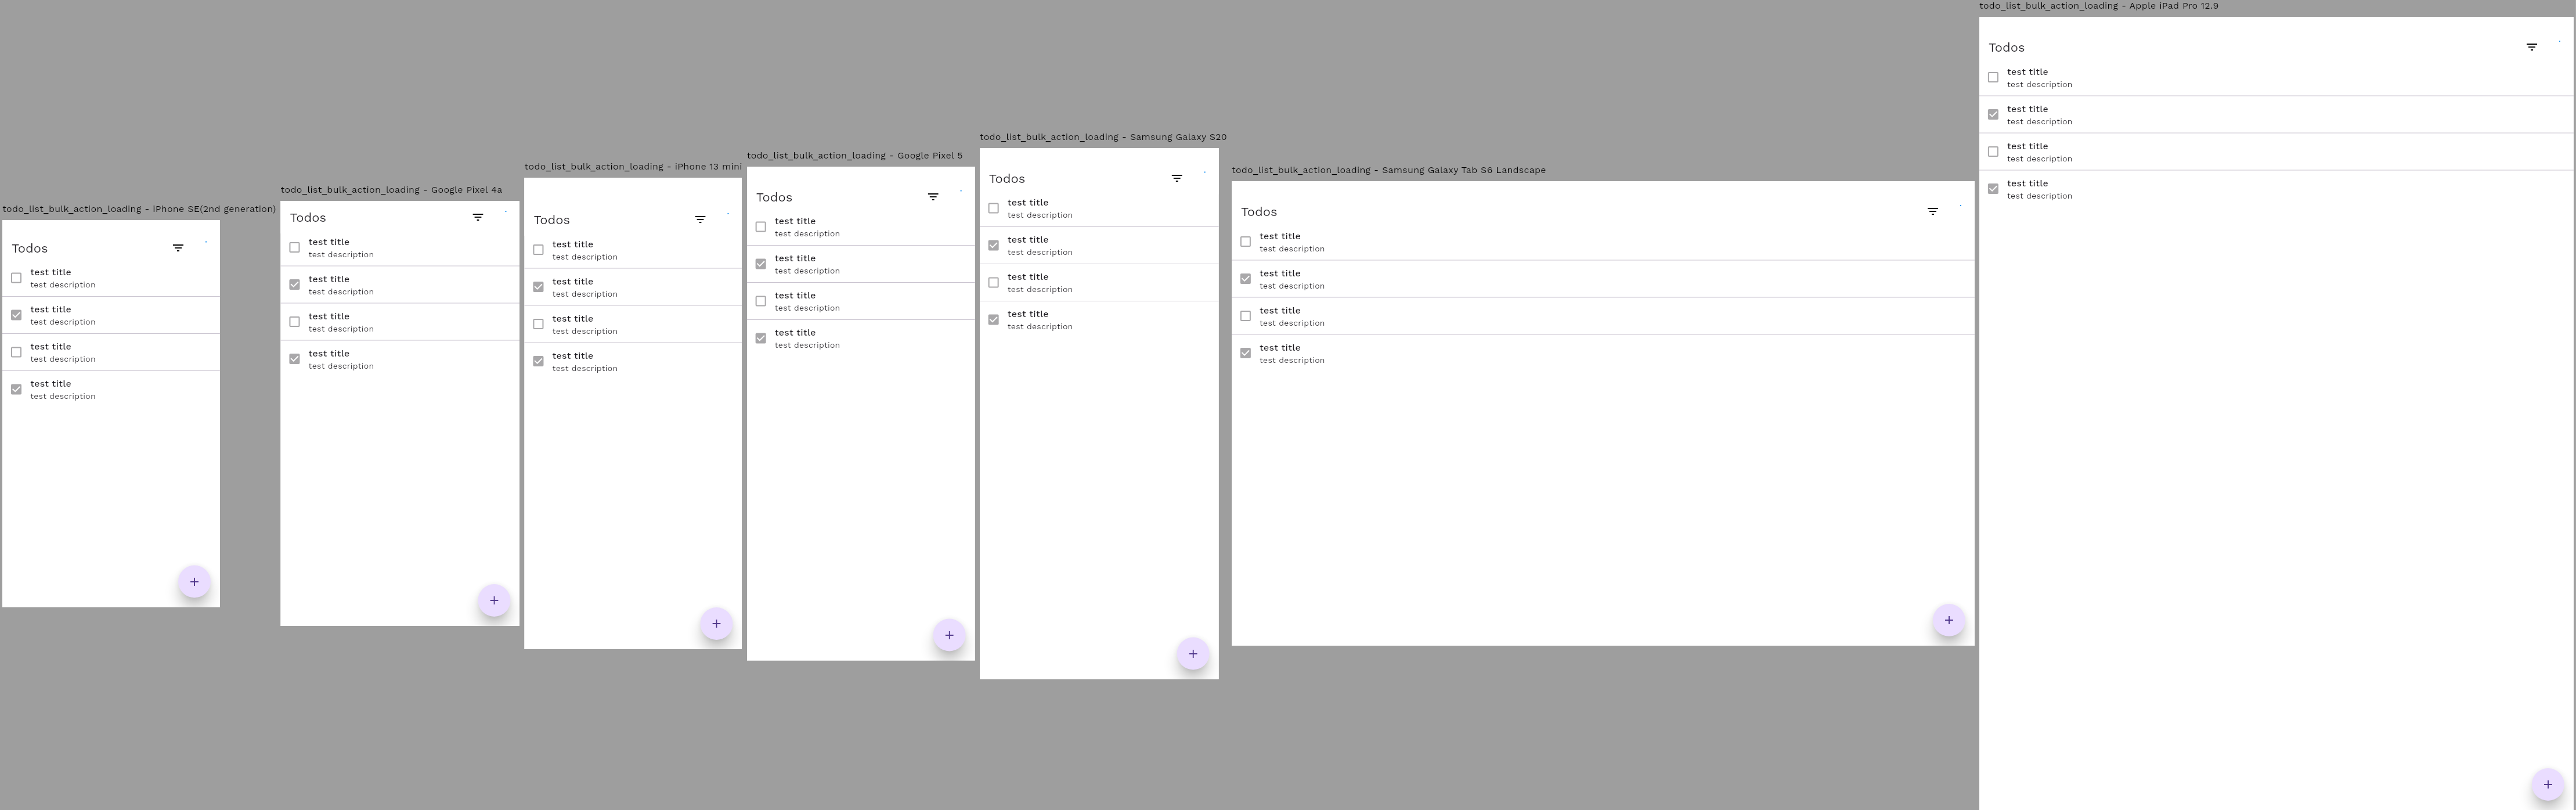 todo_list_bulk_action_loading - iPhone SE(2nd generation)
Todos
test title
test description
test title
test description
test title
test description
test title
test description
todo_list_bulk_action_loading - Google Pixel 4a
Todos
test title
test description
test title
test description
test title
test description
test title
test description
todo_list_bulk_action_loading - iPhone 13 mini
Todos
test title
test description
test title
test description
test title
test description
test title
test description
todo_list_bulk_action_loading - Google Pixel 5
Todos
test title
test description
test title
test description
test title
test description
test title
test description
todo_list_bulk_action_loading - Samsung Galaxy S20
Todos
test title
test description
test title
test description
test title
test description
test title
test description
todo_list_bulk_action_loading - Samsung Galaxy Tab S6 Landscape
Todos
test title
test description
test title
test description
test title
test description
test title
test description
todo_list_bulk_action_loading - Apple iPad Pro 12.9
Todos
test title
test description
test title
test description
test title
test description
test title
test description